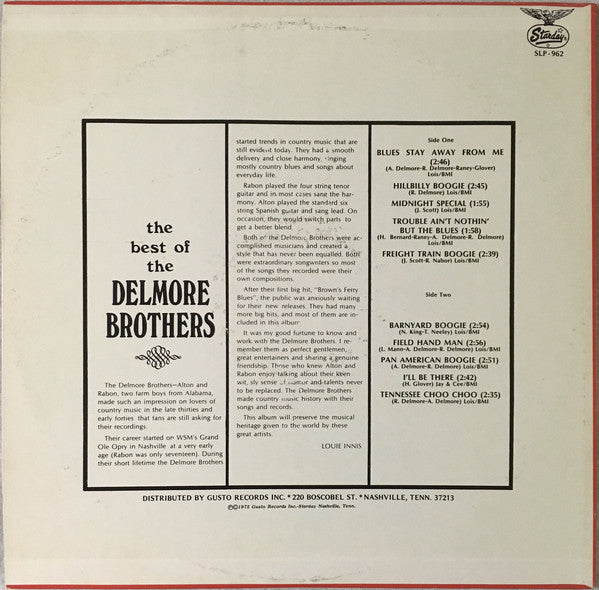 Starday
SLP-962
the
best of
the
DELMORE
BROTHERS
The Delmore Brothers—Alton and
Rabon, two farm boys from Alabama,
made such an impression on lovers of
country music in the late thirties and
early forties that fans are still asking for
their recordings.
Their career started on WSM's Grand
Ole Opry in Nashville at a very early
age (Rabon was only seventeen). During
their short lifetime the Delmore Brothers
started trends in country music that are
still evident today. They had a smooth
delivery and close harmony, singing
mostly country blues and songs about
everyday life.
Rabon played the four string tenor
guitar and in most cases sang the har-
mony. Alton played the standard six
string Spanish guitar and sang lead. On
occasion, they would switch parts to
get a better blend.
Both of the Delmore Brothers were ac-
complished musicians and created a
style that has never been equalled. Both
were extraordinary songwriters so most
of the songs they recorded were their
own compositions.
After their first big hit, "Brown's Ferry
Blues", the public was anxiously waiting
for their new releases. They had many
more big hits, and most of them are in-
cluded in this album
It was my good fortune to know and
work with the Delmore Brothers. I re-
member them as perfect gentlemen,
great entertainers and sharing a genuine
friendship. Those who knew Alton and
Rabon enjoy talking about their keen
wit, sly sense of humor and talents never
to be replaced. The Delmore Brothers
made country music history with their
songs and records.
This album will preserve the musical
heritage given to the world by these
great artists.
LOUIE INNIS
Side One
BLUES STAY AWAY FROM ME
(2:46)
(A. Delmore-R. Delmore-Raney-Glover)
Lois/BMI
HILLBILLY BOOGIE (2:45)
(R. Delmore) Lois/BMI
MIDNIGHT SPECIAL (1:55)
(J. Scott) Lois/BMI
TROUBLE AIN'T NOTHIN'
BUT THE BLUES (1:58)
(H. Bernard-Raney-A. Delmore-R. Delmore)
Lois/BMI
FREIGHT TRAIN BOOGIE (2:39)
(J. Scott-R. Nabor) Lois/BMI
Side Two
BARNYARD BOOGIE (2:54)
(N. King-T. Neeley) Lois/BMI
FIELD HAND MAN (2:56)
(L. Mann-A. Delmore-R. Delmore) Lois/BMI
PAN AMERICAN BOOGIE (2:51)
(A. Delmore-R. Delmore) Lois/BMI
I'LL BE THERE (2:42)
(H. Glover) Jay & Cee/BMI
TENNESSEE CHOO CHOO (2:35)
(R. Delmore-A. Delmore) Lois/BMI
DISTRIBUTED BY GUSTO RECORDS INC. * 220 BOSCOBEL ST. * NASHVILLE, TENN. 37213
©℗1975 Gusto Records Inc.-Starday Nashville, Tenn.